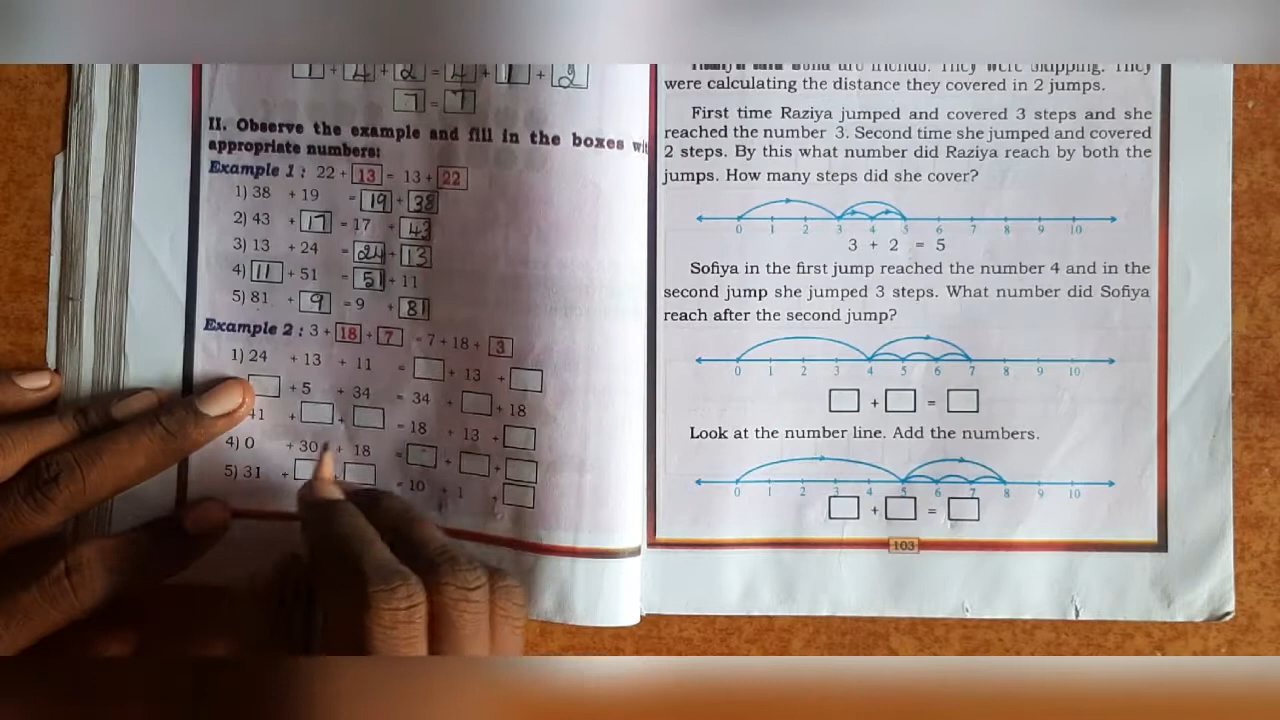 1 + 4 + 2 = 4 + 1 + 2
7 = 7
II. Observe the example and fill in the boxes
appropriate numbers:
Example 1 : 22 + 13 = 13 + 22
1) 38 + 19 = 19 + 38
2) 43 + 17 = 17 + 43
3) 13 + 24 = 24 + 13
4) 11 + 51 = 51 + 11
5) 81 + 9 = 9 + 81
Example 2 : 3 + 18 + 7 = 7 + 18 + 3
1) 24 + 13 + 11 = + 13 +
+ 5 + 34 = 34 + + 18
41 + + = 18 + 13 +
4) 0 + 30 + 18 = + +
5) 31 + + = 10 + 1 +
were calculating the distance they covered in 2 jumps.
First time Raziya jumped and covered 3 steps and she
reached the number 3. Second time she jumped and covered
2 steps. By this what number did Raziya reach by both the
jumps. How many steps did she cover?
0 1 2 3 4 5 6 7 8 9 10
3 + 2 = 5
Sofiya in the first jump reached the number 4 and in the
second jump she jumped 3 steps. What number did Sofiya
reach after the second jump?
0 1 2 3 4 5 6 7 8 9 10
+ =
Look at the number line. Add the numbers.
0 1 2 3 4 5 6 7 8 9 10
+ =
103